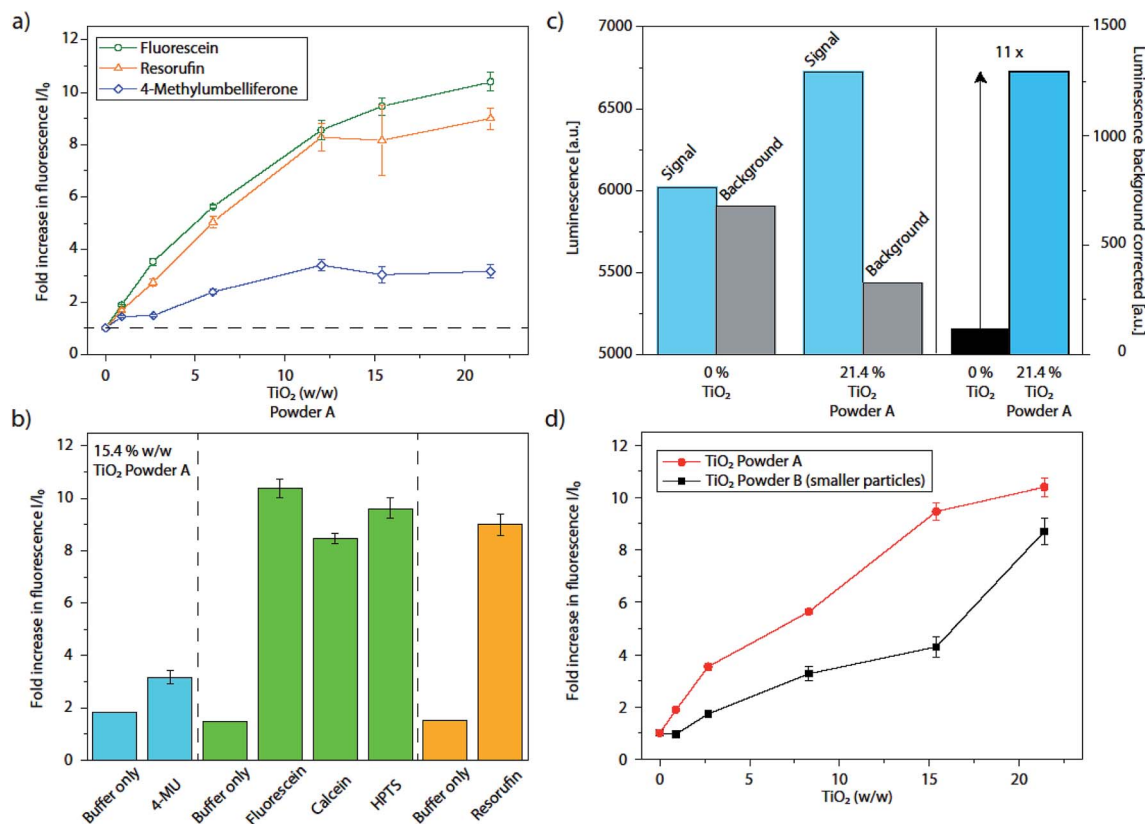 a)
Fold increase in fluorescence I/I₀
12
10
8
6
4
2
0
Fluorescein
Resorufin
4-Methylumbelliferone
0 5 10 15 20
TiO₂ (w/w)
Powder A
c)
Luminescence [a.u.]
7000
6500
6000
5500
5000
Signal
Background
Signal
Background
11 x
1500
1000
500
250
0
Luminescence background corrected [a.u.]
0 %
TiO₂
21.4 %
TiO₂
Powder A
0 %
TiO₂
21.4 %
TiO₂
Powder A
b)
Fold increase in fluorescence I/I₀
12
10
8
6
4
2
0
15.4 % w/w
TiO₂ Powder A
Buffer only
4-MU
Buffer only
Fluorescein
Calcein
HPTS
Buffer only
Resorufin
d)
Fold increase in fluorescence I/I₀
12
10
8
6
4
2
0
TiO₂ Powder A
TiO₂ Powder B (smaller particles)
0 5 10 15 20
TiO₂ (w/w)